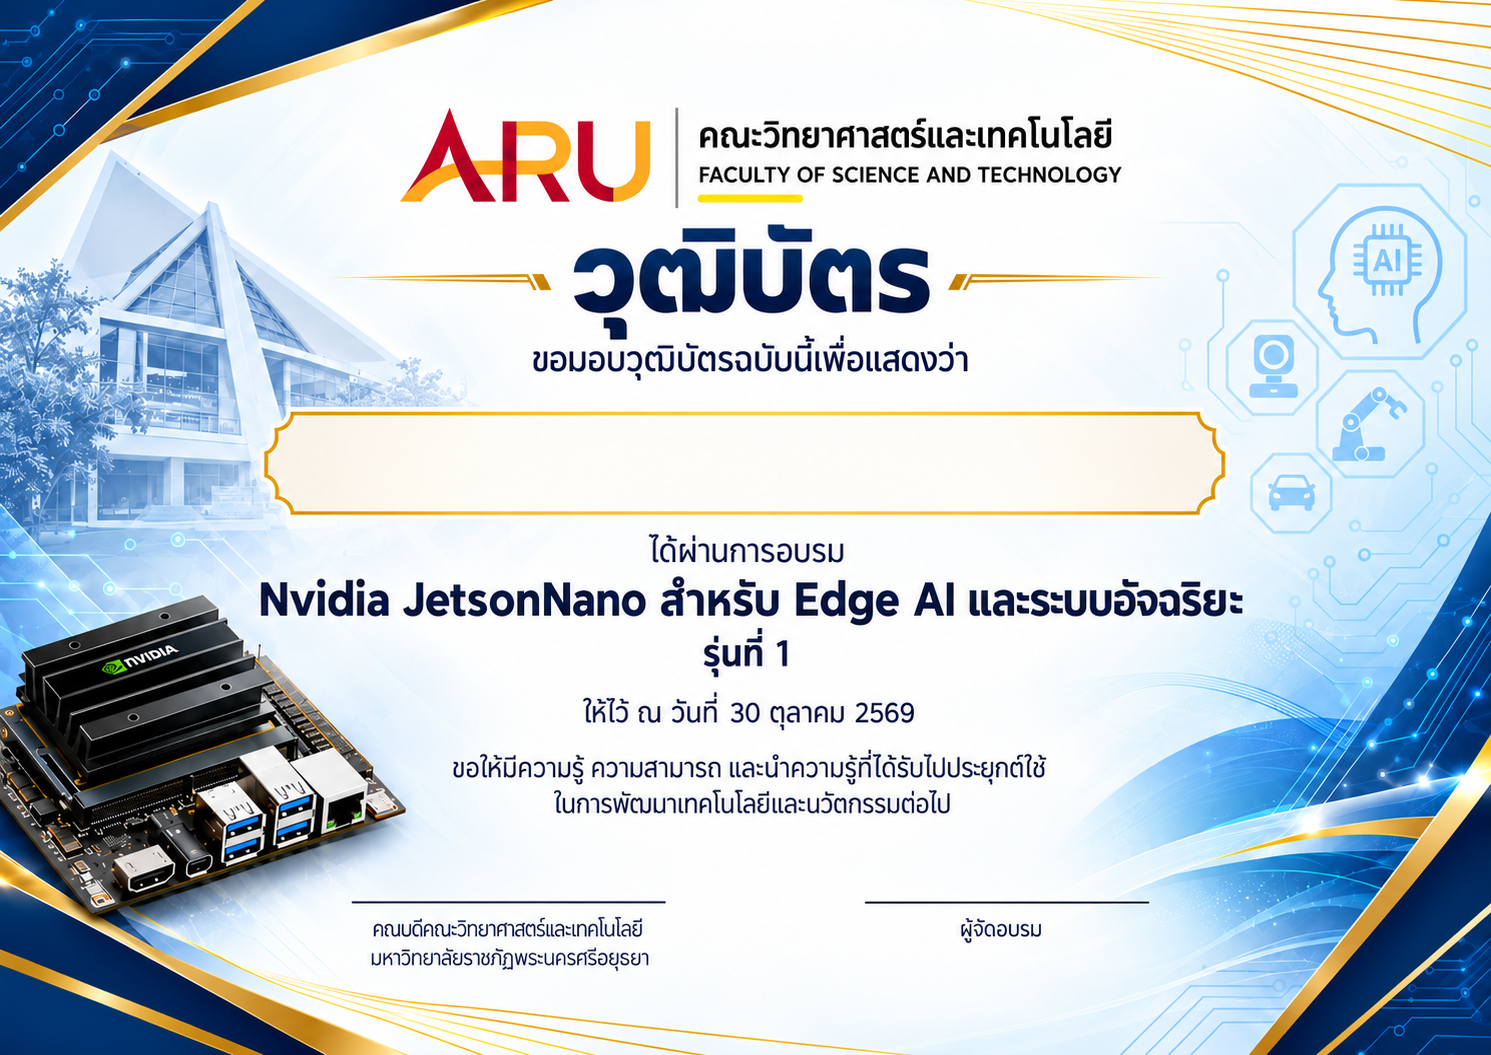 ARU
คณะวิทยาศาสตร์และเทคโนโลยี
FACULTY OF SCIENCE AND TECHNOLOGY
วุฒิบัตร
ขอมอบวุฒิบัตรฉบับนี้เพื่อแสดงว่า
AI
ได้ผ่านการอบรม
Nvidia JetsonNano สำหรับ Edge AI และระบบอัจฉริยะ
รุ่นที่ 1
NVIDIA
ให้ไว้ ณ วันที่ 30 ตุลาคม 2569
ขอให้มีความรู้ ความสามารถ และนำความรู้ที่ได้รับไปประยุกต์ใช้
ในการพัฒนาเทคโนโลยีและนวัตกรรมต่อไป
คณบดีคณะวิทยาศาสตร์และเทคโนโลยี
มหาวิทยาลัยราชภัฏพระนครศรีอยุธยา
ผู้จัดอบรม